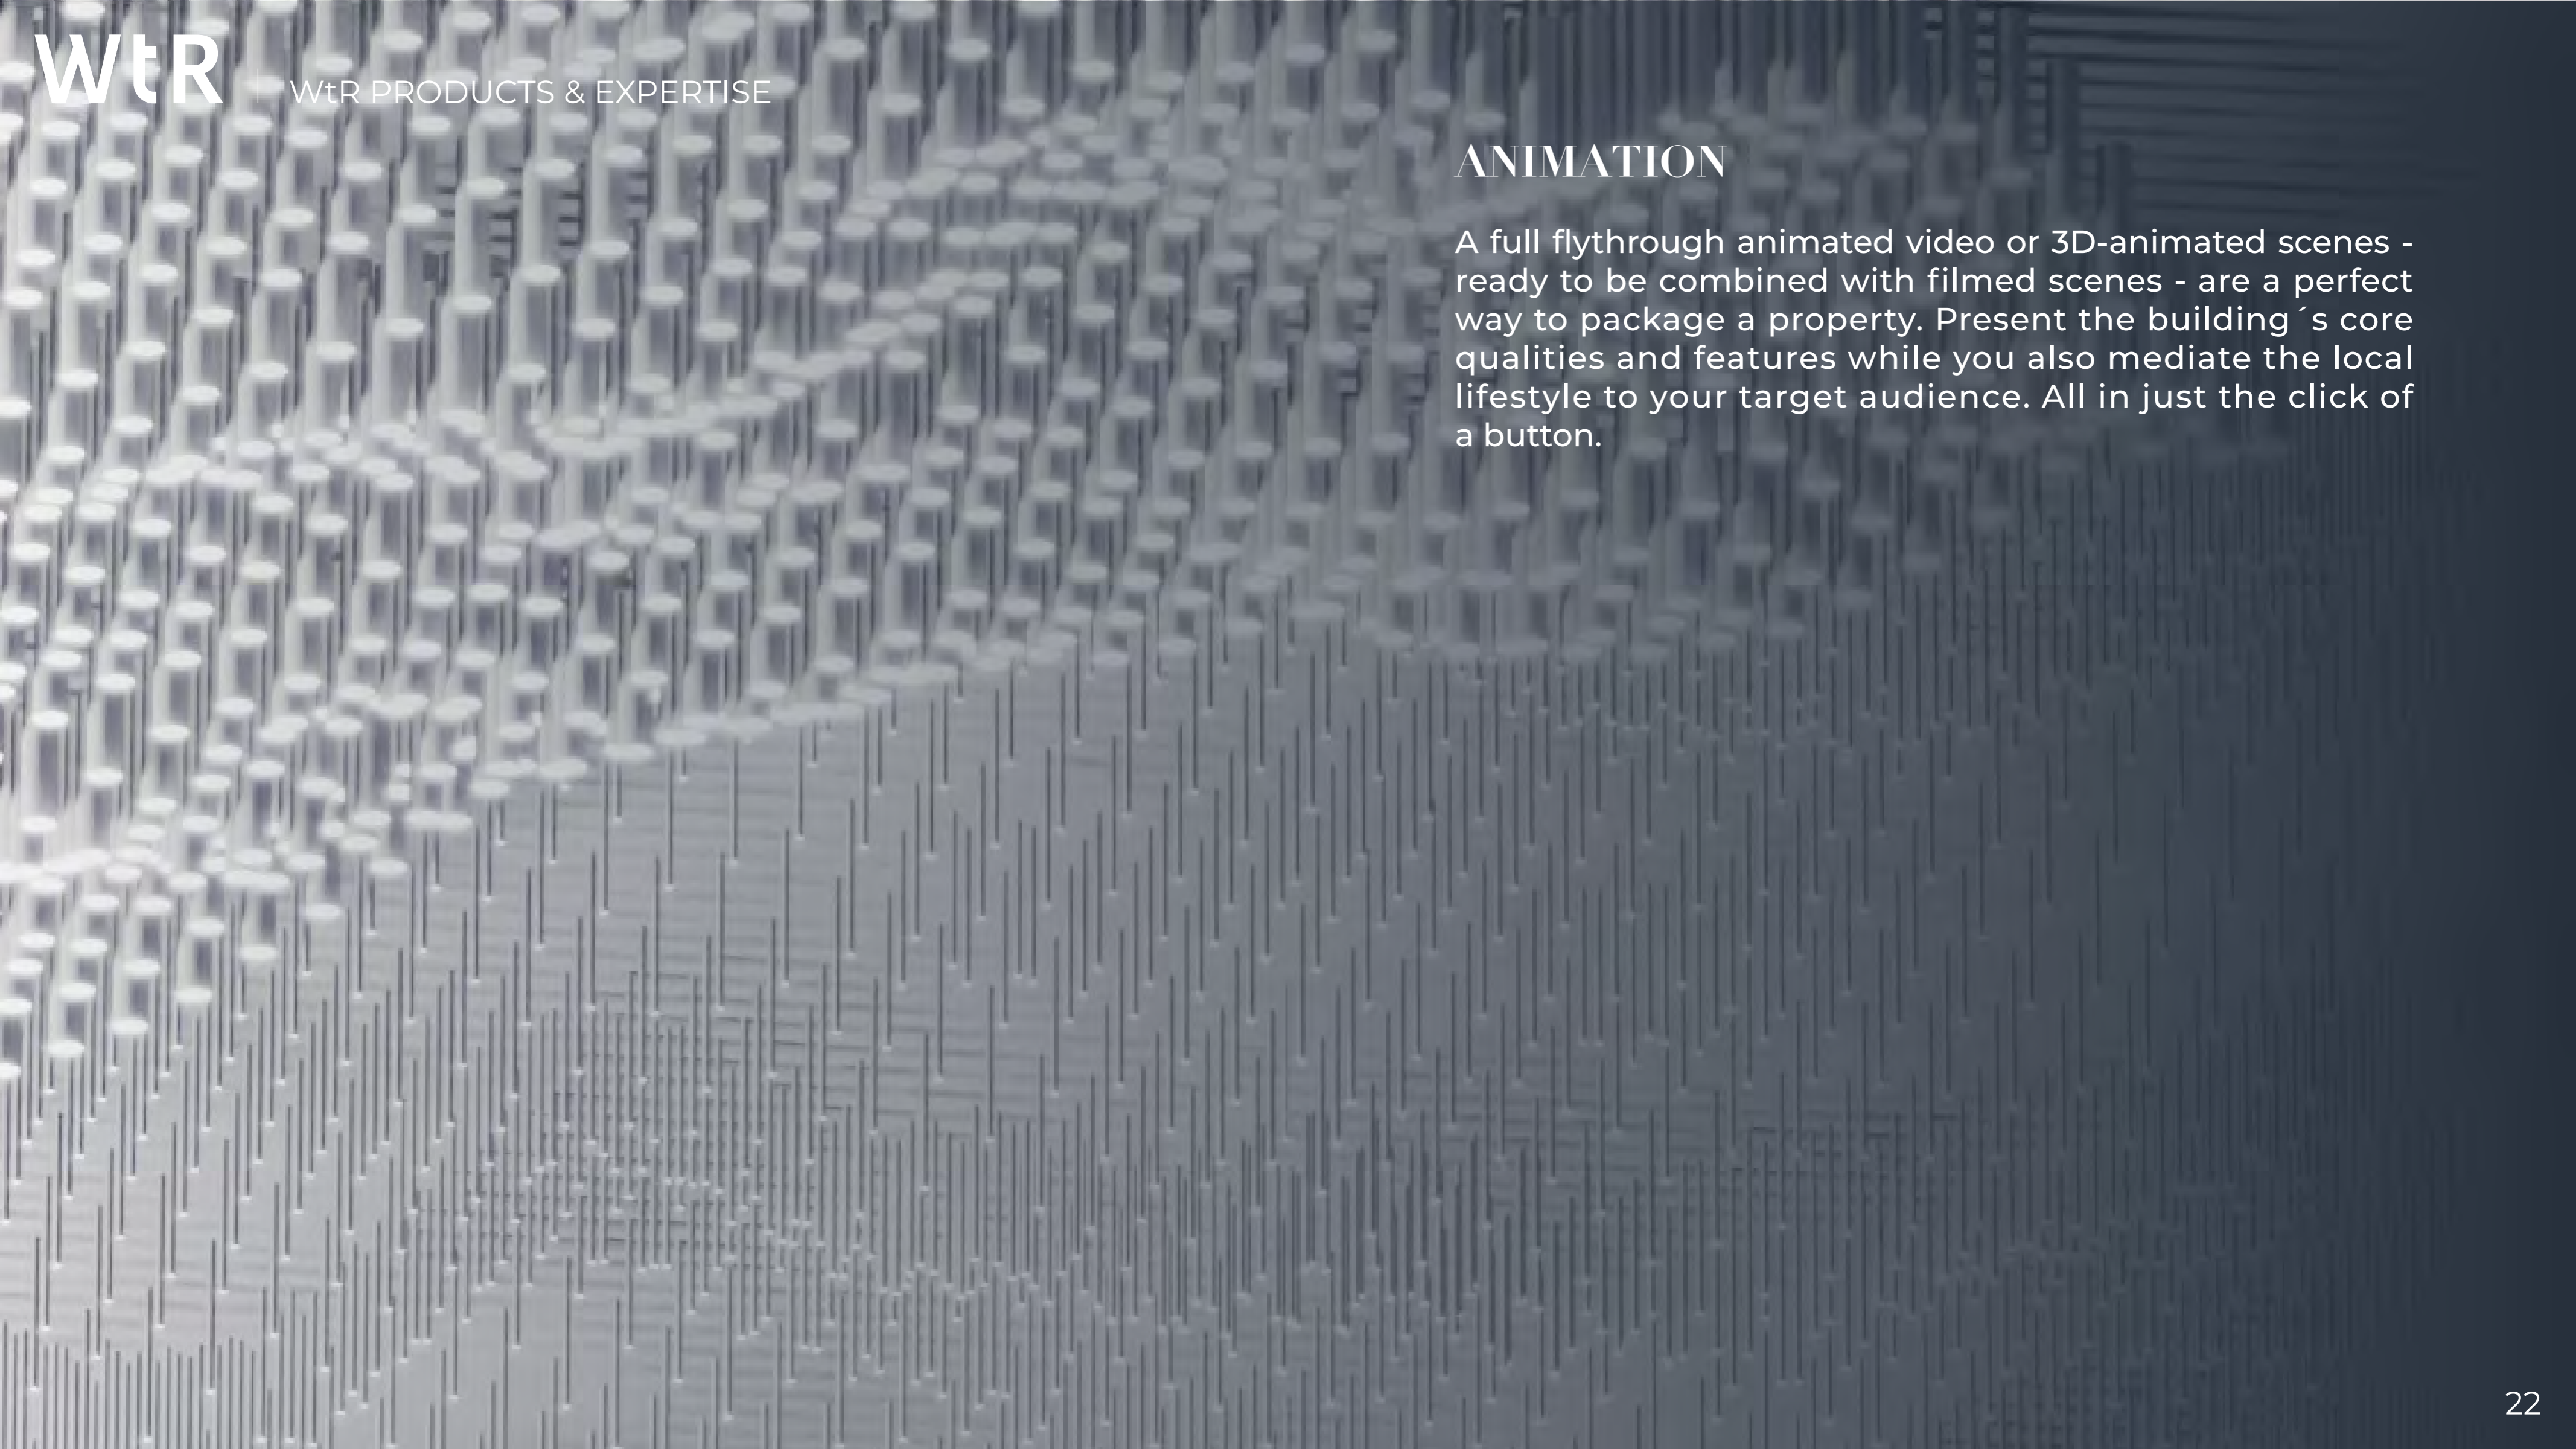 WtR
WtR PRODUCTS & EXPERTISE
ANIMATION
A full flythrough animated video or 3D-animated scenes -
ready to be combined with filmed scenes - are a perfect
way to package a property. Present the building´s core
qualities and features while you also mediate the local
lifestyle to your target audience. All in just the click of
a button.
22